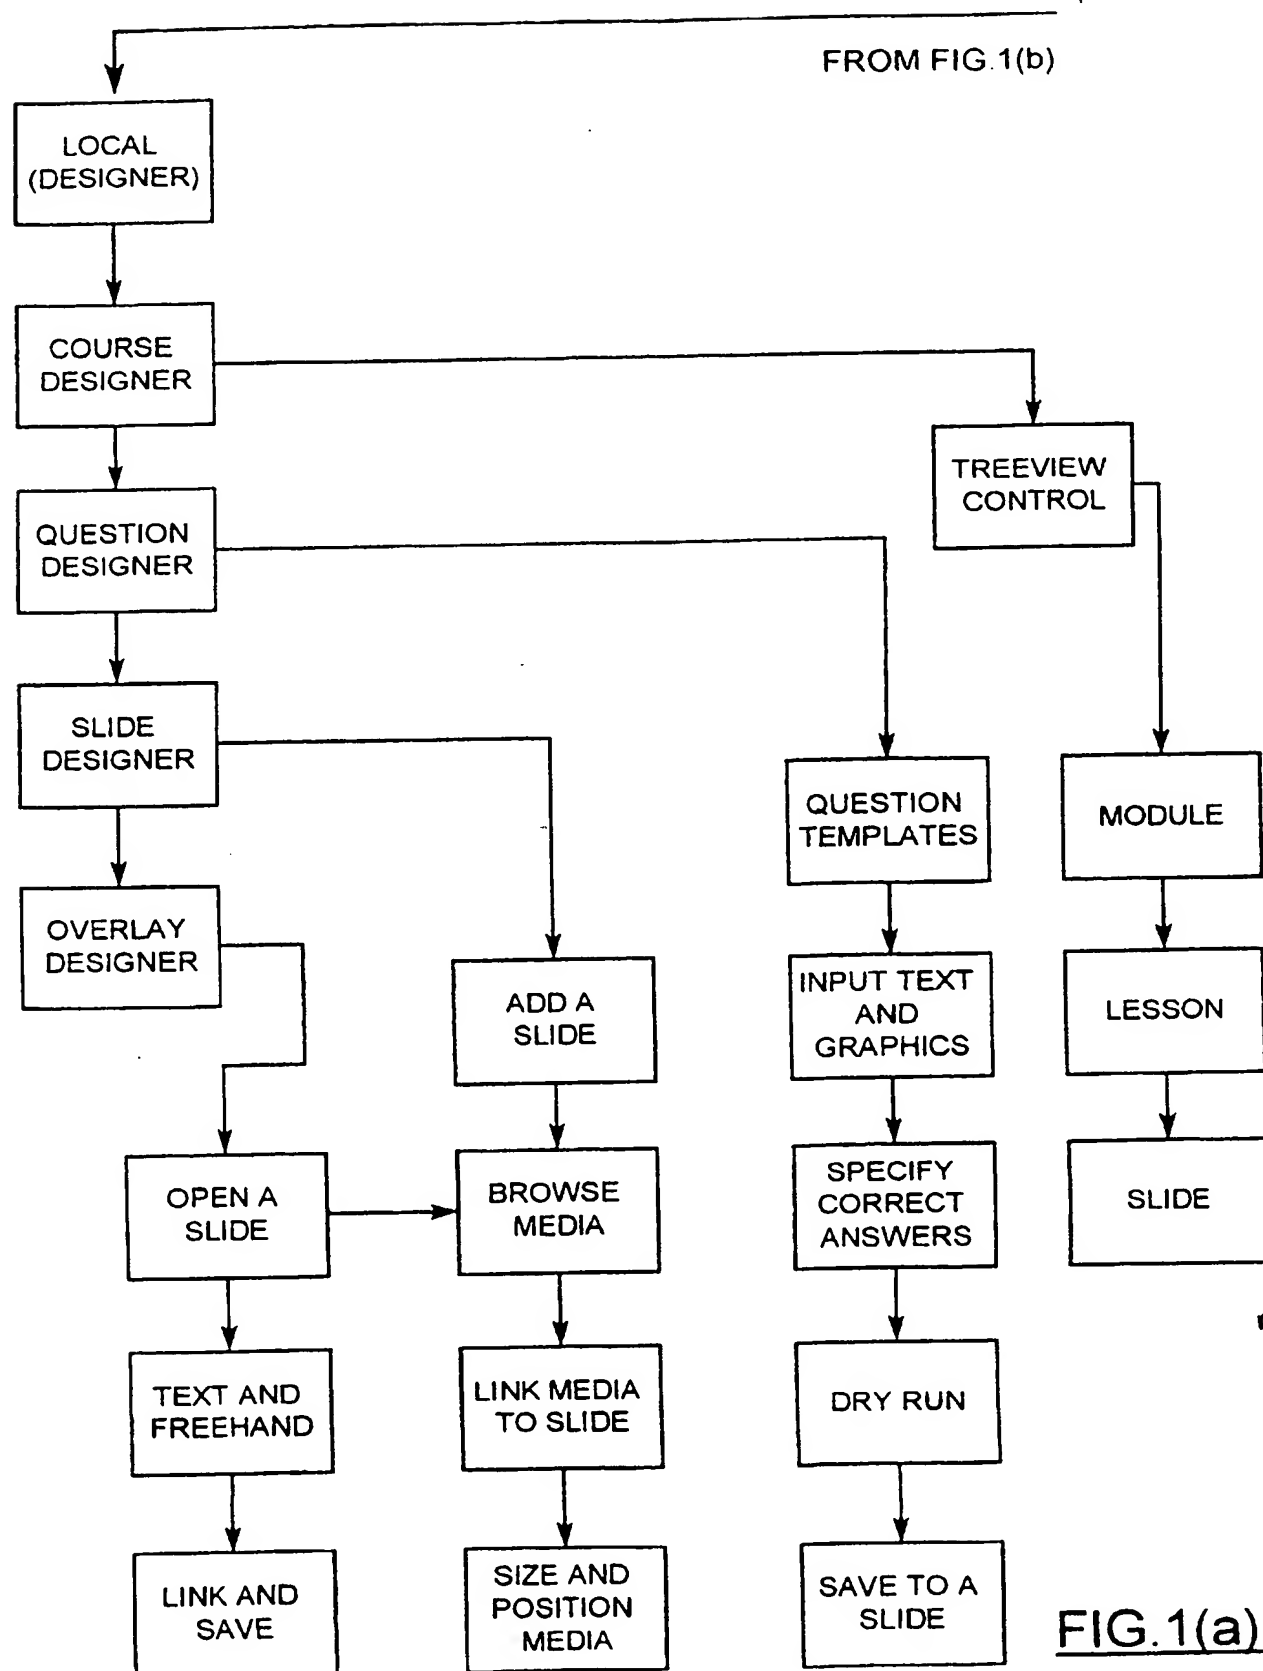 FROM FIG.1(b)
LOCAL
(DESIGNER)
COURSE
DESIGNER
TREEVIEW
CONTROL
QUESTION
DESIGNER
SLIDE
DESIGNER
QUESTION
TEMPLATES
MODULE
OVERLAY
DESIGNER
ADD A
SLIDE
INPUT TEXT
AND
GRAPHICS
LESSON
OPEN A
SLIDE
BROWSE
MEDIA
SPECIFY
CORRECT
ANSWERS
SLIDE
TEXT AND
FREEHAND
LINK MEDIA
TO SLIDE
DRY RUN
LINK AND
SAVE
SIZE AND
POSITION
MEDIA
SAVE TO A
SLIDE
FIG.1(a)